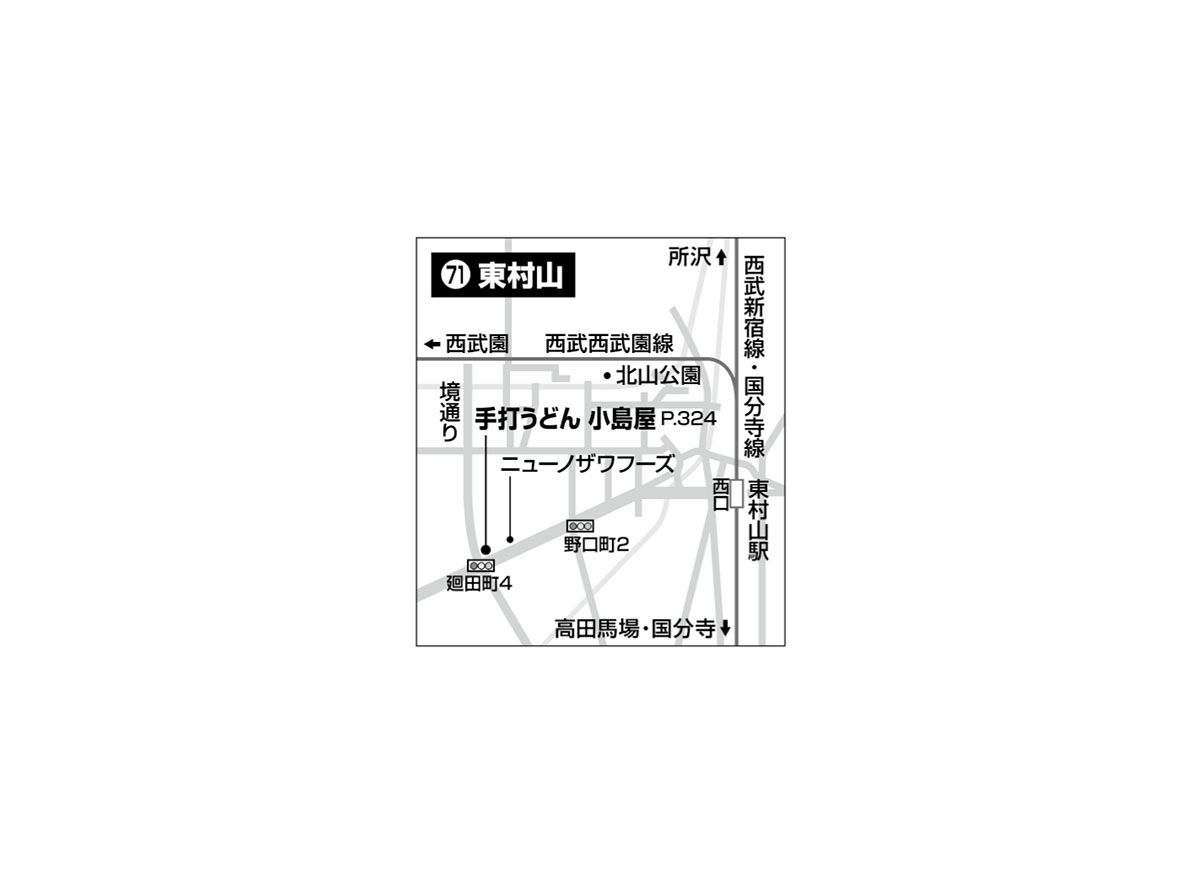 71 東村山
所沢↑
西武新宿線・国分寺線
←西武園
西武西武園線
・北山公園
境通り
手打うどん 小島屋 P.324
ニューノザワフーズ
西口
東村山駅
野口町2
廻田町4
高田馬場・国分寺↓